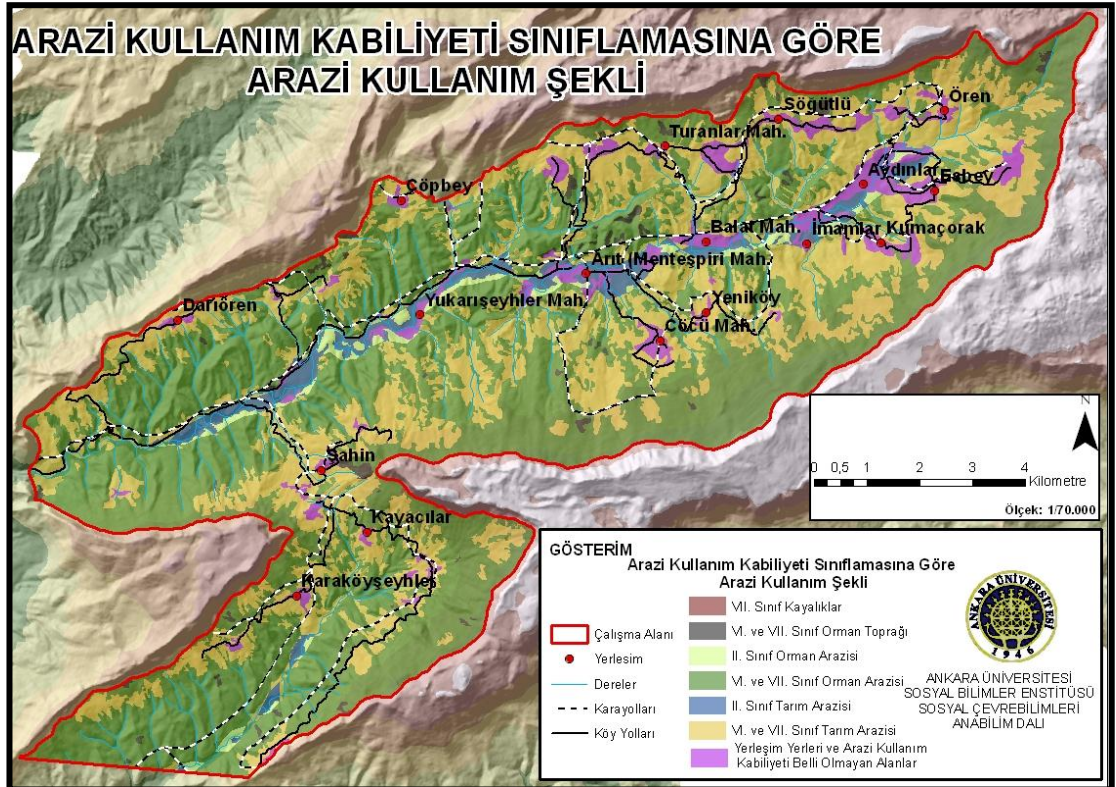 ARAZİ KULLANIM KABİLİYETİ SINIFLAMASINA GÖRE
ARAZİ KULLANIM ŞEKLİ
Ören
Söğütlü
Turanlar Mah.
Aydınlar
Esbey
Çöpbey
Balat Mah.
İmamlar
Kumaçorak
Arıt (Menteşpiri Mah.
Yukarışeyhler Mah.
Yeniköy
Darıören
Cöcü Mah.
Şahin
Kayacılar
Karaköyşeyhler
N
0 0,5 1 2 3 4
Kilometre
Ölçek: 1/70.000
GÖSTERİM
Arazi Kullanım Kabiliyeti Sınıflamasına Göre
Arazi Kullanım Şekli
Çalışma Alanı
Yerlesim
Dereler
Karayolları
Köy Yolları
VII. Sınıf Kayalıklar
VI. ve VII. Sınıf Orman Toprağı
II. Sınıf Orman Arazisi
VI. ve VII. Sınıf Orman Arazisi
II. Sınıf Tarım Arazisi
VI. ve VII. Sınıf Tarım Arazisi
Yerleşim Yerleri ve Arazi Kullanım
Kabiliyeti Belli Olmayan Alanlar
ANKARA ÜNİVERSİTESİ
1946
ANKARA ÜNİVERSİTESİ
SOSYAL BİLİMLER ENSTİTÜSÜ
SOSYAL ÇEVREBİLİMLERİ
ANABİLİM DALI